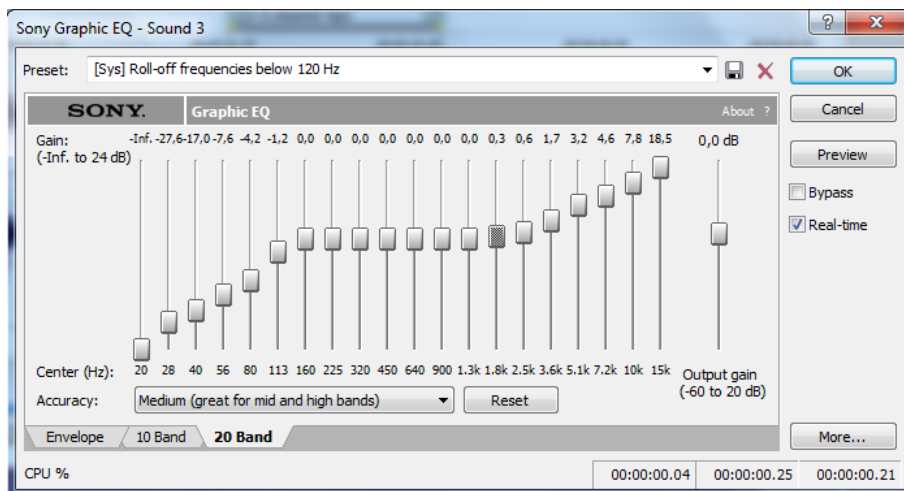 Sony Graphic EQ - Sound 3
Preset: [Sys] Roll-off frequencies below 120 Hz
OK
SONY. Graphic EQ About ?
Cancel
Gain: -Inf. -27,6 -17,0 -7,6 -4,2 -1,2 0,0 0,0 0,0 0,0 0,0 0,0 0,0 0,3 0,6 1,7 3,2 4,6 7,8 18,5 0,0 dB
(-Inf. to 24 dB)
Preview
Bypass
Real-time
Center (Hz): 20 28 40 56 80 113 160 225 320 450 640 900 1.3k 1.8k 2.5k 3.6k 5.1k 7.2k 10k 15k Output gain
(-60 to 20 dB)
Accuracy: Medium (great for mid and high bands) Reset
Envelope 10 Band 20 Band
More...
CPU % 00:00:00.04 00:00:00.25 00:00:00.21